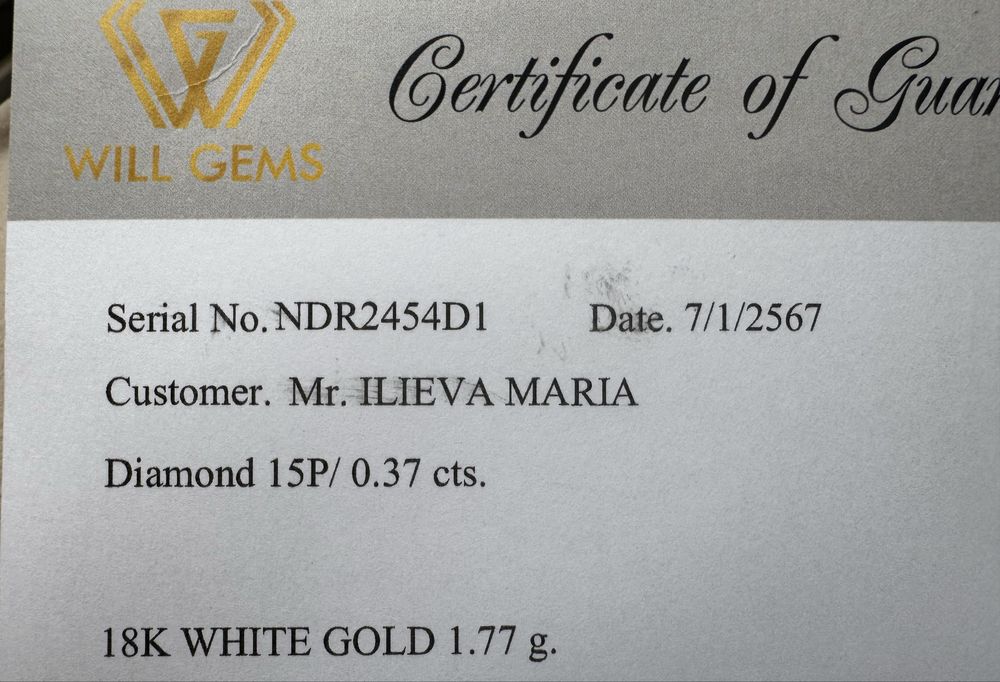 WILL GEMS
Certificate of Guar
Serial No. NDR2454D1 Date. 7/1/2567
Customer. Mr. ILIEVA MARIA
Diamond 15P/ 0.37 cts.
18K WHITE GOLD 1.77 g.